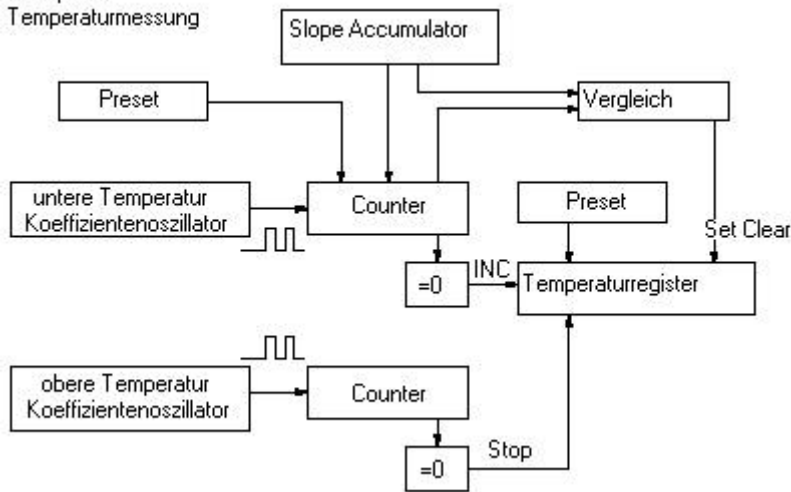 Temperaturmessung
Slope Accumulator
Preset
Vergleich
untere Temperatur
Koeffizientenoszillator
Counter
Preset
Set Clear
=0
INC
Temperaturregister
obere Temperatur
Koeffizientenoszillator
Counter
=0
Stop